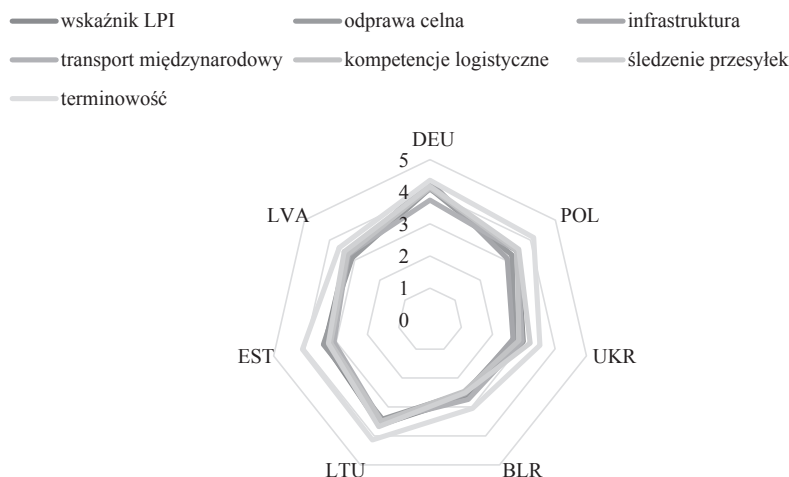 wskaźnik LPI odprawa celna infrastruktura
transport międzynarodowy kompetencje logistyczne śledzenie przesyłek
terminowość
DEU
5
4
LVA POL
3
2
1
0
EST UKR
LTU BLR